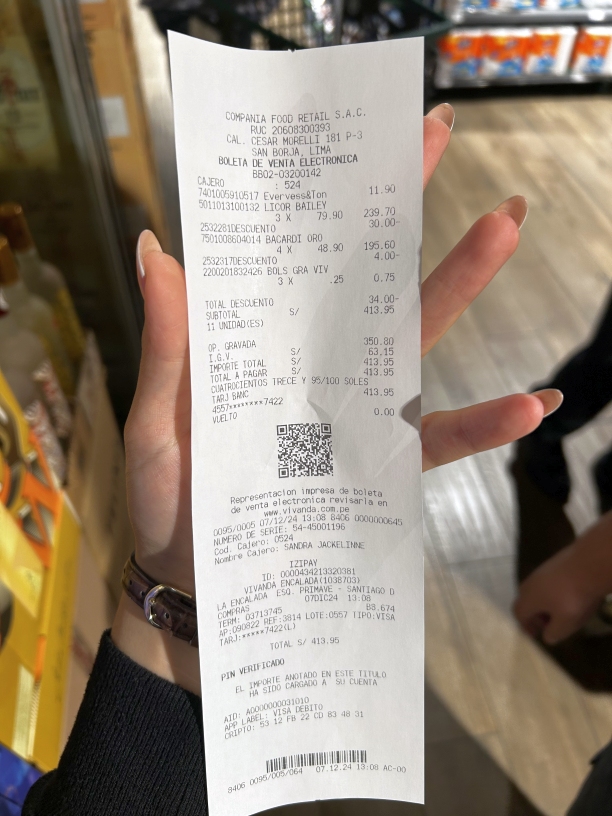 COMPANIA FOOD RETAIL S.A.C.
RUC 20608300393
CAL. CESAR MORELLI 181 P-3
SAN BORJA, LIMA
BOLETA DE VENTA ELECTRONICA
BB02-03200142
CAJERO : 524
7401005910517 Evervess&Ton 11.90
5011013100132 LICOR BAILEY
3 X 79.90 239.70
2532281DESCUENTO 30.00-
7501008604014 BACARDI ORO
4 X 48.90 195.60
2532317DESCUENTO 4.00-
2200201832426 BOLS GRA VIV
3 X .25 0.75
TOTAL DESCUENTO 34.00-
SUBTOTAL S/ 413.95
11 UNIDAD(ES)
OP. GRAVADA 350.80
I.G.V. S/ 63.15
IMPORTE TOTAL S/ 413.95
TOTAL A PAGAR S/ 413.95
CUATROCIENTOS TRECE Y 95/100 SOLES
TARJ BANC 413.95
4557********7422
VUELTO 0.00
Representacion impresa de boleta
de venta electronica revisarla en
www.vivanda.com.pe
0095/0005 07/12/24 13:08 8406 0000000645
NUMERO DE SERIE: 54-45001196
Cod. Cajero: 0524
Nombre Cajero: SANDRA JACKELINNE
IZIPAY
ID: 0000434213320381
VIVANDA ENCALADA(1038703)
LA ENCALADA ESQ. PRIMAVE - SANTIAGO D
COMPRAS 07DIC24 13:08
TERM: 03713745 B8.674
AP:090822 REF:3814 LOTE:0557 TIPO:VISA
TARJ:*****7422(L)
TOTAL S/ 413.95
PIN VERIFICADO
EL IMPORTE ANOTADO EN ESTE TITULO
HA SIDO CARGADO A SU CUENTA
AID: A0000000031010
APP LABEL: VISA DEBITO
CRIPTO: 53 12 FB 22 CD 83 48 31
8406 0095/005/064 07.12.24 13:08 AC-00